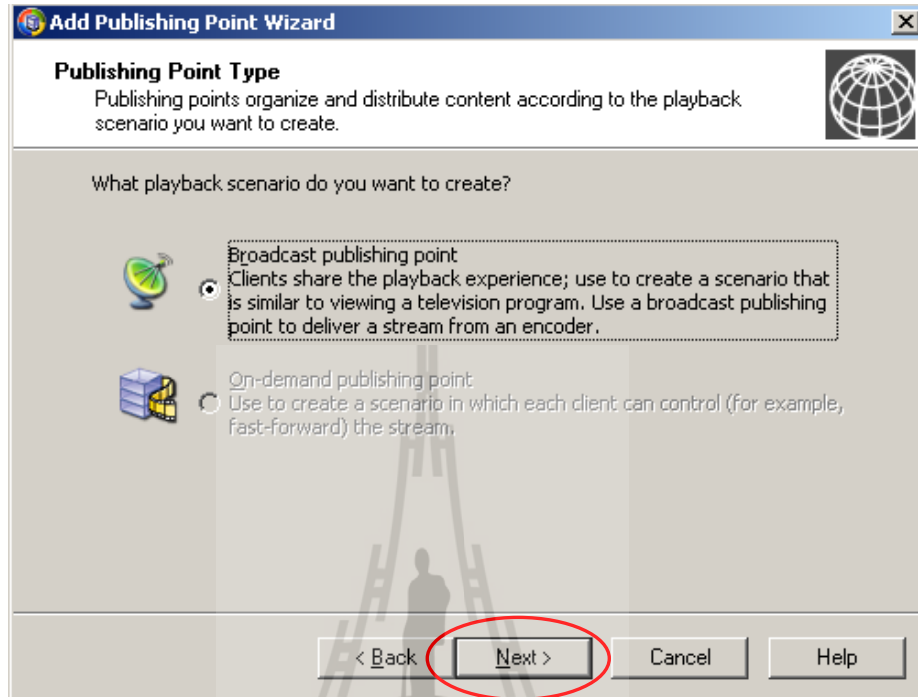 Add Publishing Point Wizard
Publishing Point Type
Publishing points organize and distribute content according to the playback
scenario you want to create.
What playback scenario do you want to create?
Broadcast publishing point
Clients share the playback experience; use to create a scenario that
is similar to viewing a television program. Use a broadcast publishing
point to deliver a stream from an encoder.
On-demand publishing point
Use to create a scenario in which each client can control (for example,
fast-forward) the stream.
< Back
Next >
Cancel
Help